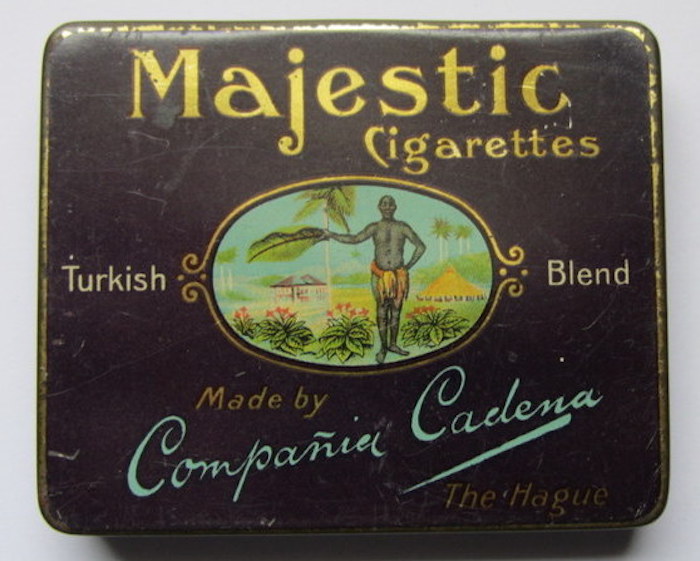 Majestic
Cigarettes
Turkish Blend
Made by
Compañia Cadena
The Hague